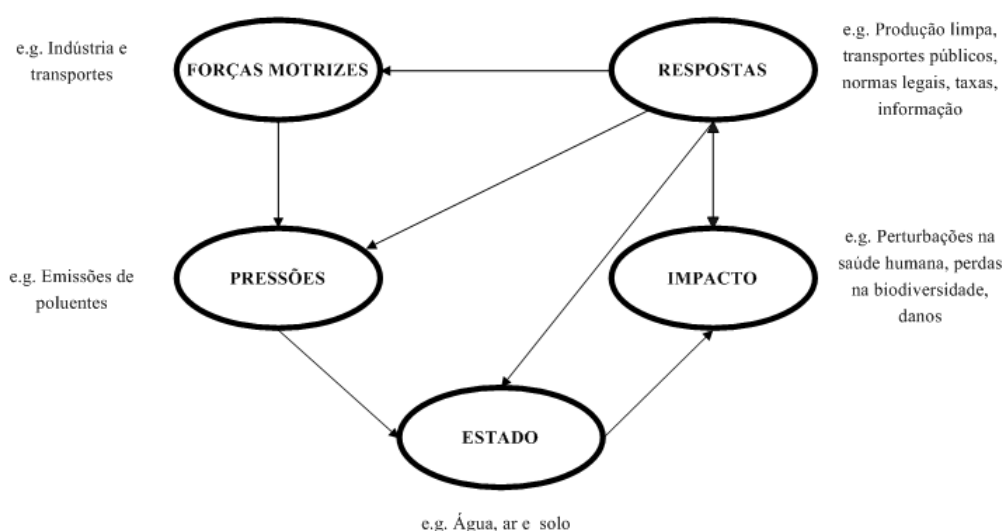 e.g. Indústria e
transportes
FORÇAS MOTRIZES
RESPOSTAS
e.g. Produção limpa,
transportes públicos,
normas legais, taxas,
informação
e.g. Emissões de
poluentes
PRESSÕES
IMPACTO
e.g. Perturbações na
saúde humana, perdas
na biodiversidade,
danos
ESTADO
e.g. Água, ar e solo